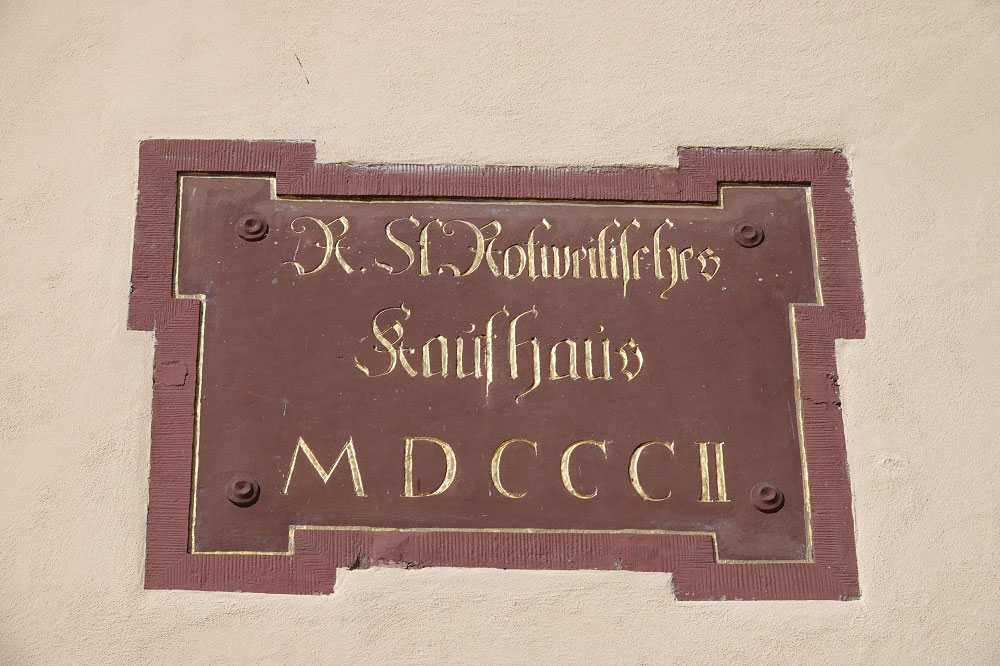 R. St. Rotweilisches
Kaufhaus
MDCCCII